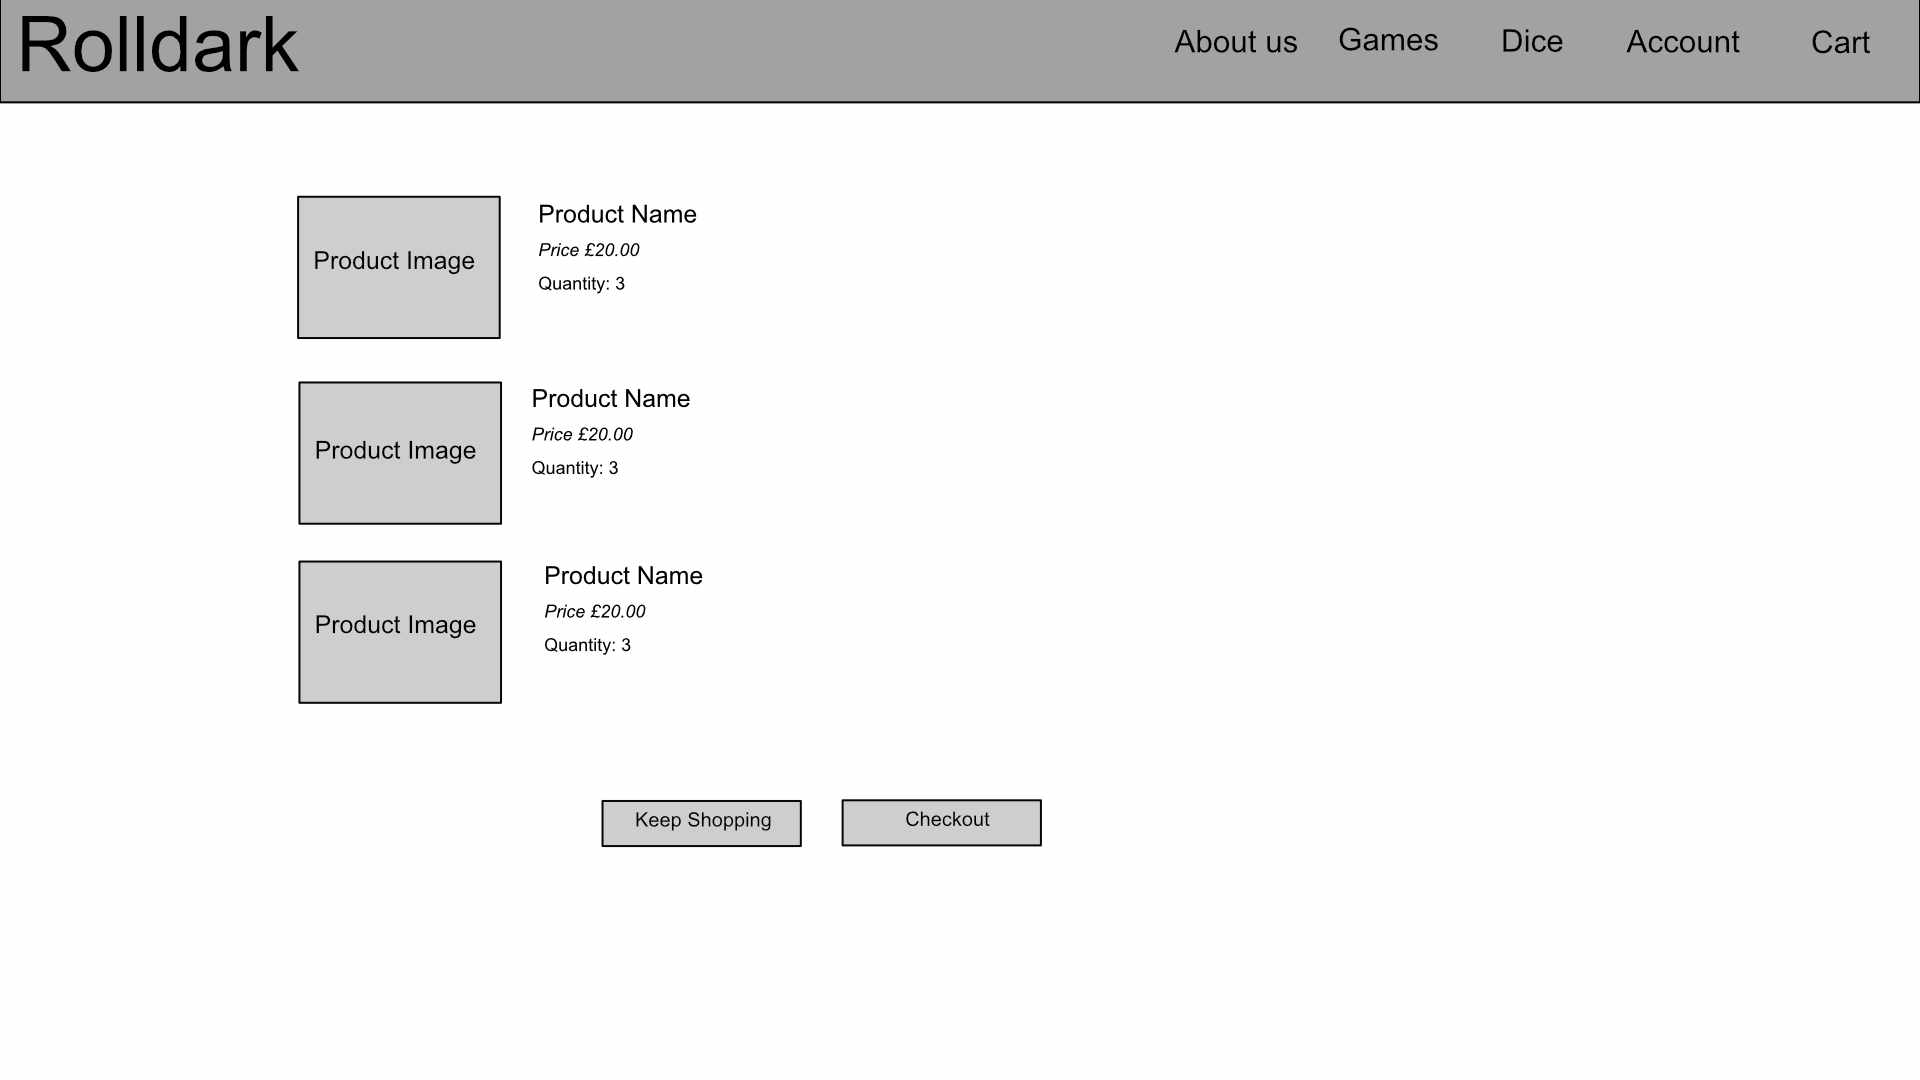 Rolldark
About us
Games
Dice
Account
Cart
Product Image
Product Name
Price £20.00
Quantity: 3
Product Image
Product Name
Price £20.00
Quantity: 3
Product Image
Product Name
Price £20.00
Quantity: 3
Keep Shopping
Checkout